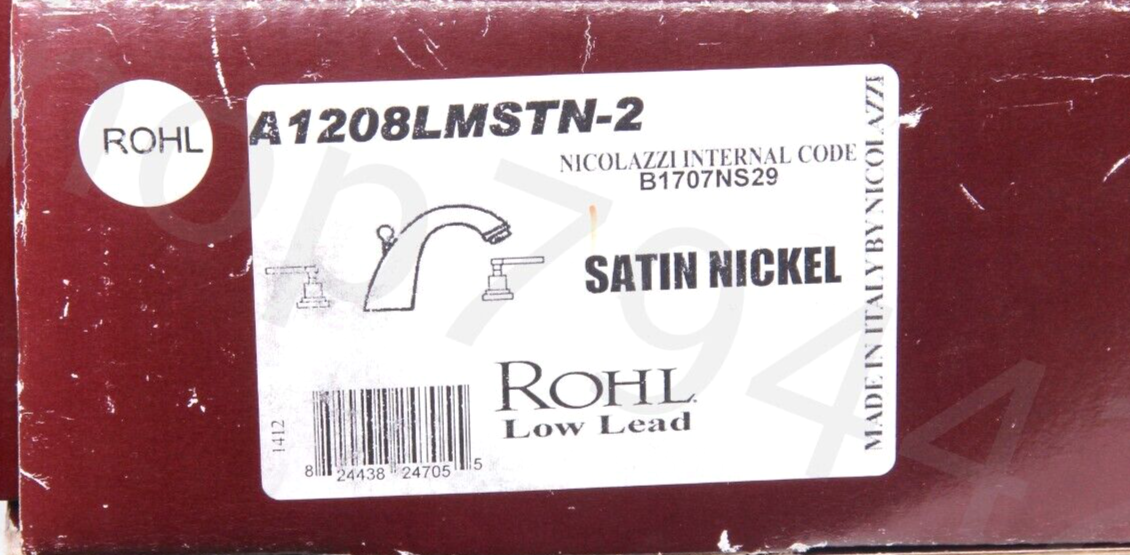 ROHL
A1208LMSTN-2
NICOLAZZI INTERNAL CODE
B1707NS29
SATIN NICKEL
MADE IN ITALY BY NICOLAZZI
ROHL
Low Lead
1412
8 24438 24705 5